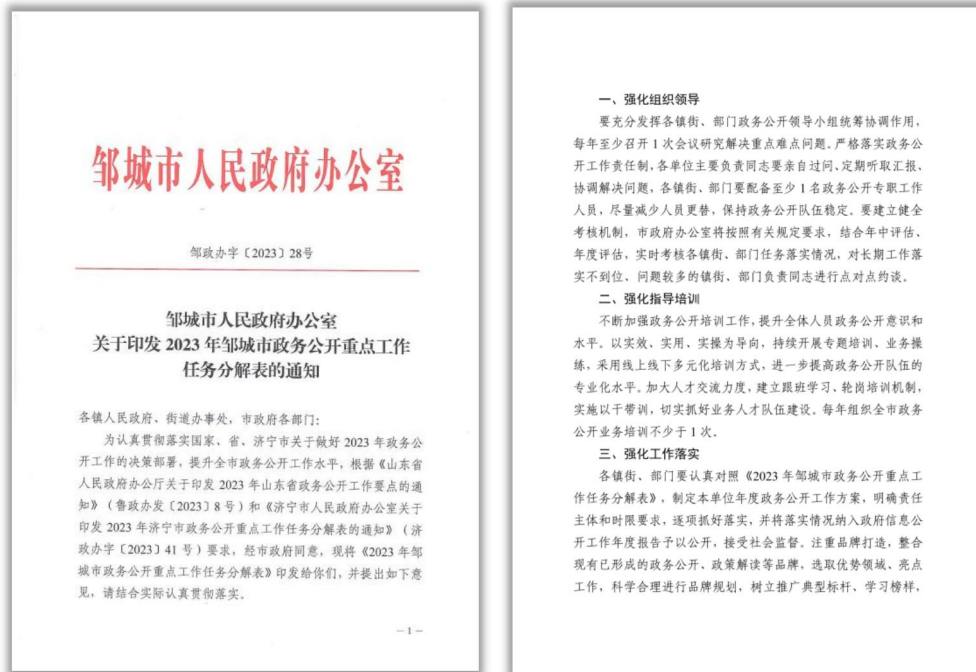 邹城市人民政府办公室
邹政办字〔2023〕28号
邹城市人民政府办公室
关于印发 2023 年邹城市政务公开重点工作
任务分解表的通知
各镇人民政府、街道办事处,市政府各部门:
为认真贯彻落实国家、省、济宁市关于做好 2023 年政务公
开工作的决策部署,提升全市政务公开工作水平,根据《山东省
人民政府办公厅关于印发 2023 年山东省政务公开工作要点的通
知》(鲁政办发〔2023〕8 号)和《济宁市人民政府办公室关于
印发 2023 年济宁市政务公开重点工作任务分解表的通知》(济
政办字〔2023〕41 号)要求,经市政府同意,现将《2023 年邹
城市政务公开重点工作任务分解表》印发给你们,并提出如下意
见,请结合实际认真贯彻落实。
—1—
一、强化组织领导
要充分发挥各镇街、部门政务公开领导小组统筹协调作用,
每年至少召开 1 次会议研究解决重点难点问题。严格落实政务公
开工作责任制,各单位主要负责同志要亲自过问、定期听取汇报、
协调解决问题,各镇街、部门要配备至少 1 名政务公开专职工作
人员,尽量减少人员更替,保持政务公开队伍稳定。要建立健全
考核机制,市政府办公室将按照有关规定要求,结合年中评估、
年度评估,实时考核各镇街、部门任务落实情况,对长期工作落
实不到位、问题较多的镇街、部门负责同志进行点对点约谈。
二、强化指导培训
不断加强政务公开培训工作,提升全体人员政务公开意识和
水平。以实效、实用、实操为导向,持续开展专题培训、业务操
练,采用线上线下多元化培训方式,进一步提高政务公开队伍的
专业化水平。加大人才交流力度,建立跟班学习、轮岗培训机制,
实施以干带训,切实抓好业务人才队伍建设。每年组织全市政务
公开业务培训不少于 1 次。
三、强化工作落实
各镇街、部门要认真对照《2023 年邹城市政务公开重点工
作任务分解表》,制定本单位年度政务公开工作方案,明确责任
主体和时限要求,逐项抓好落实,并将落实情况纳入政府信息公
开工作年度报告予以公开,接受社会监督。注重品牌打造,整合
现有已形成的政务公开、政策解读等品牌,选取优势领域、亮点
工作,科学合理进行品牌规划,树立推广典型标杆、学习榜样,